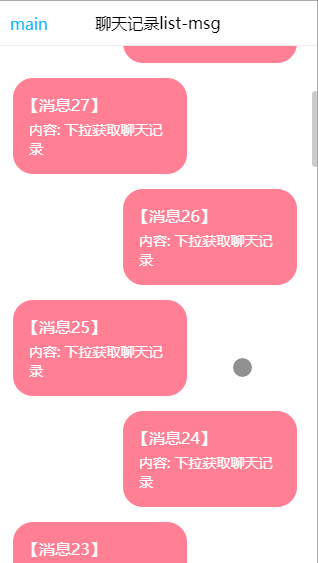 main 聊天记录list-msg
【消息27】
内容: 下拉获取聊天记
录
【消息26】
内容: 下拉获取聊天记
录
【消息25】
内容: 下拉获取聊天记
录
【消息24】
内容: 下拉获取聊天记
录
【消息23】